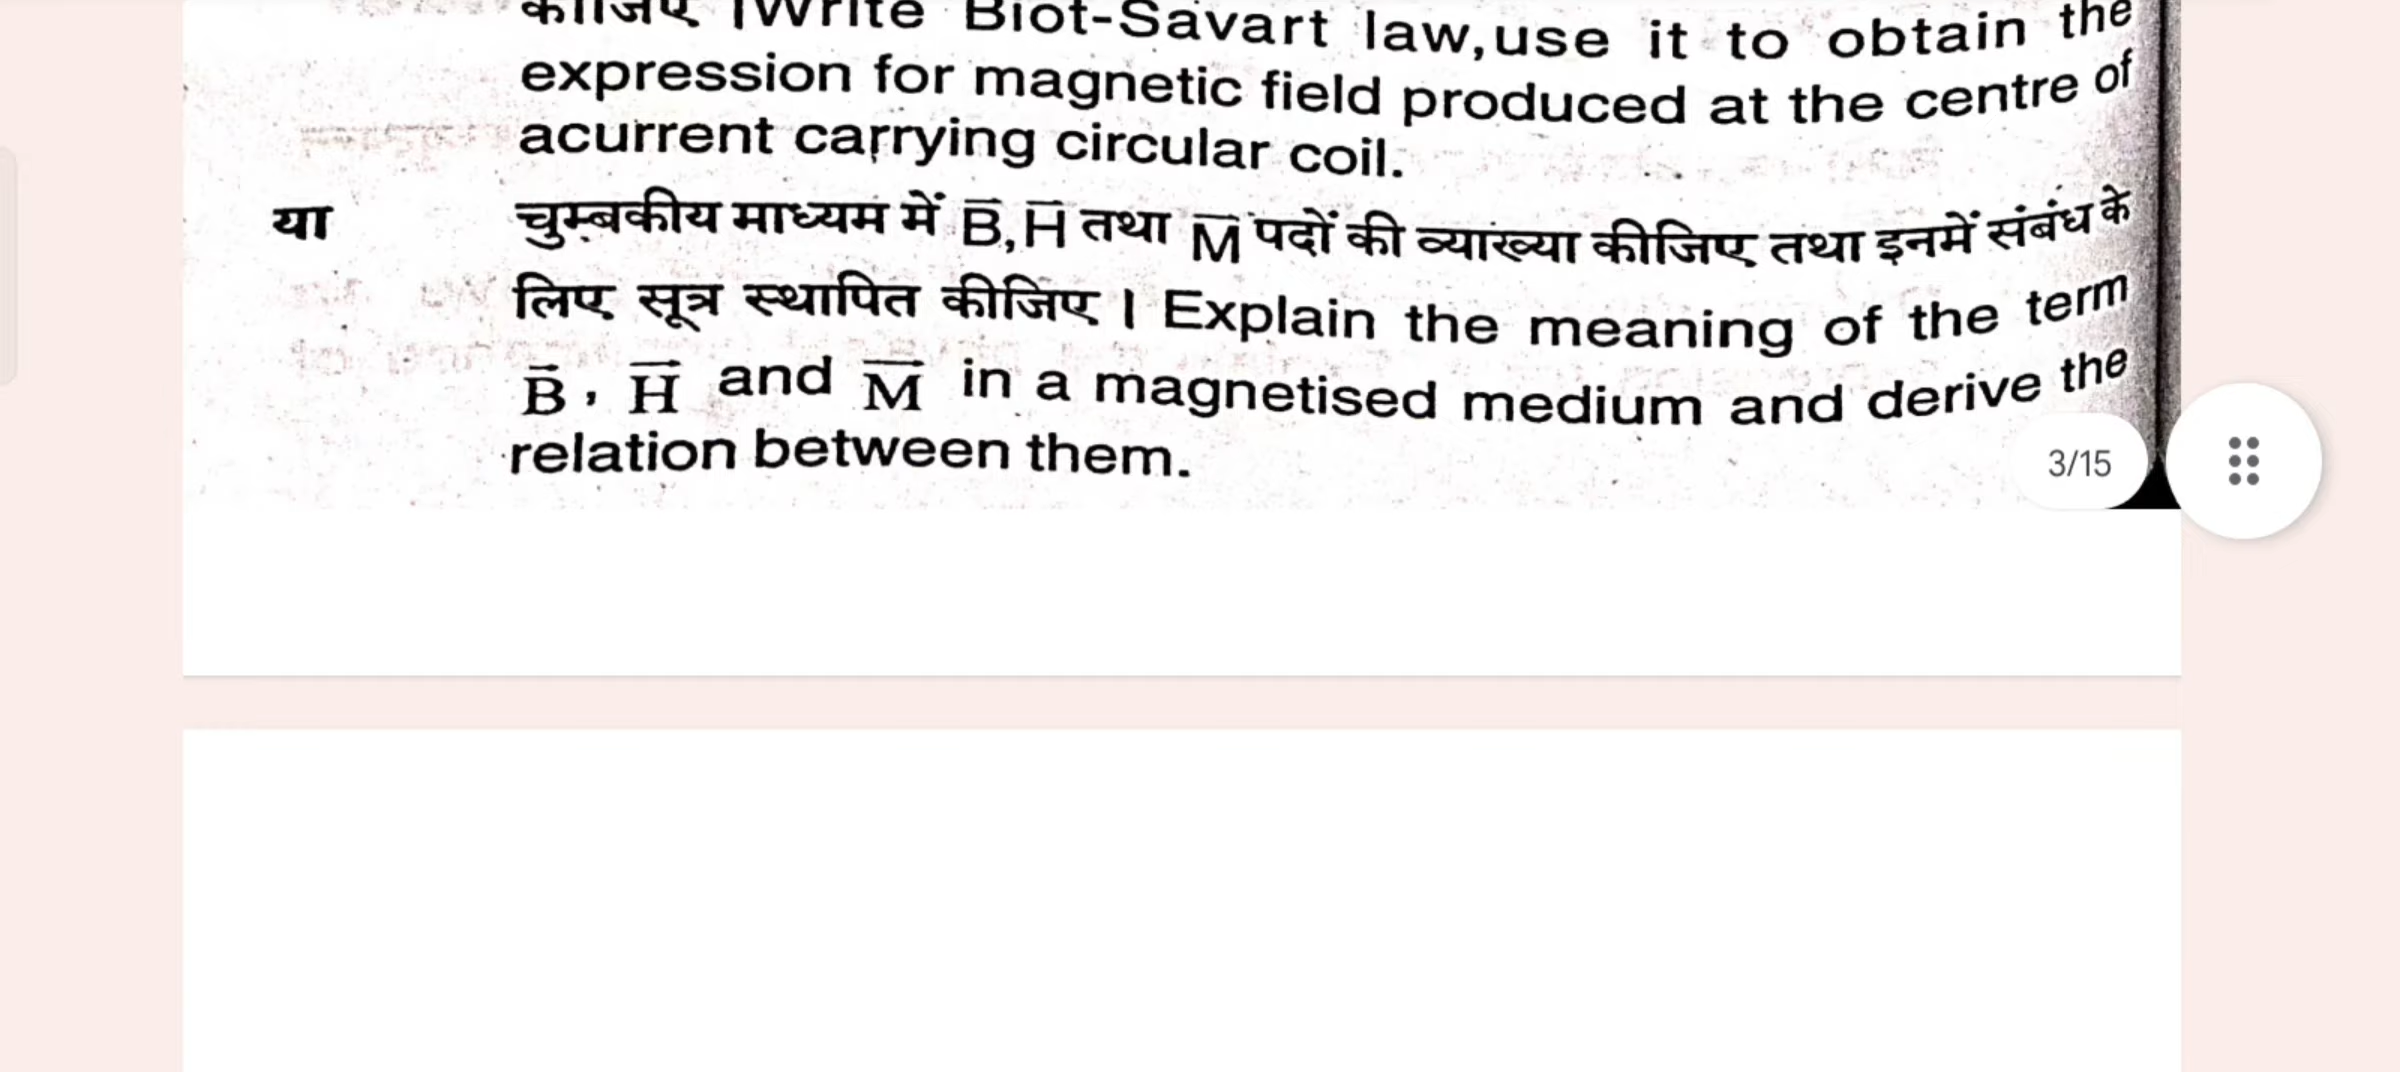 कीजिए ।Write Biot-Savart law,use it to obtain the
expression for magnetic field produced at the centre of
acurrent carrying circular coil.
या चुम्बकीय माध्यम में B̅,H̅ तथा M̅ पदों की व्याख्या कीजिए तथा इनमें संबंध के
लिए सूत्र स्थापित कीजिए । Explain the meaning of the term
B⃗, H⃗ and M⃗ in a magnetised medium and derive the
relation between them.
3/15